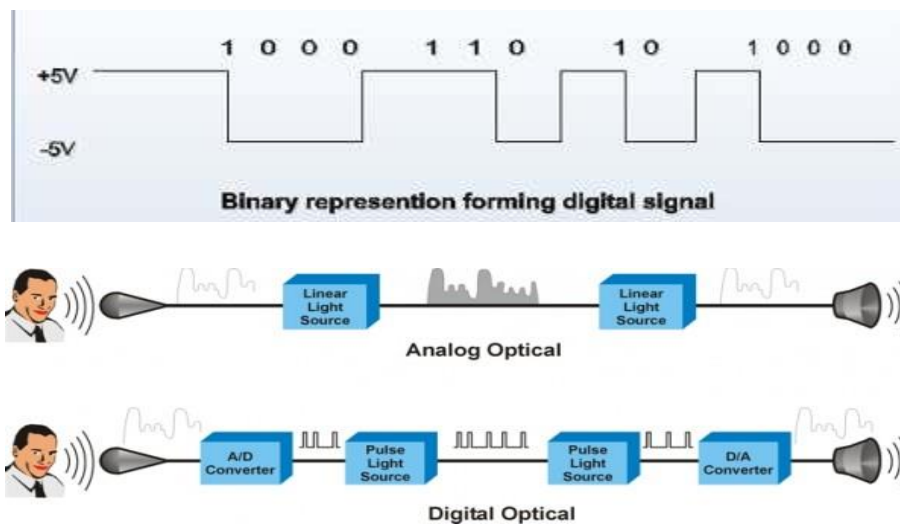 1 0 0 0 1 1 0 1 0 1 0 0 0
+5V
-5V
Binary represention forming digital signal
Linear Light Source
Linear Light Source
Analog Optical
A/D Converter
Pulse Light Source
Pulse Light Source
D/A Converter
Digital Optical